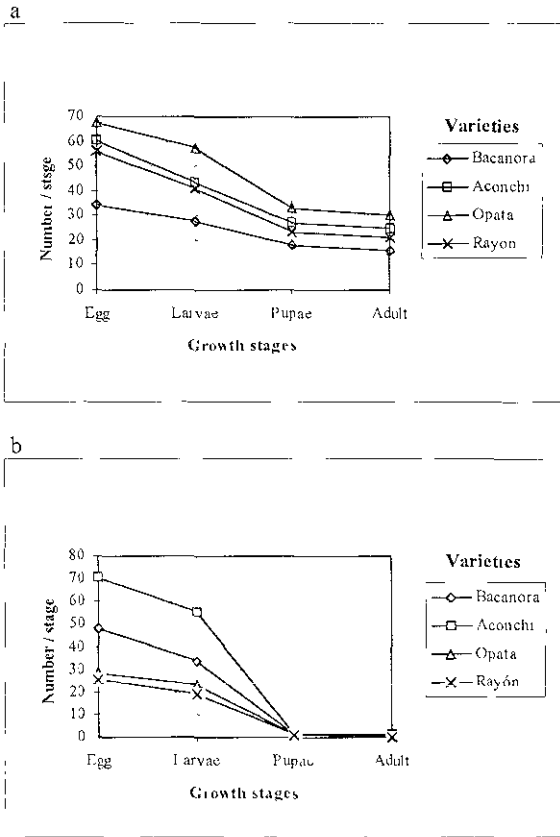 a
Varieties
Bacanora
Aconchi
Opata
Rayon
Number / stsge
70
60
50
40
30
20
10
0
Egg
Larvae
Pupae
Adult
Growth stages
b
Varieties
Bacanora
Aconchi
Opata
Rayón
Number / stage
80
70
60
50
40
30
20
10
0
Egg
Larvae
Pupae
Adult
Growth stages